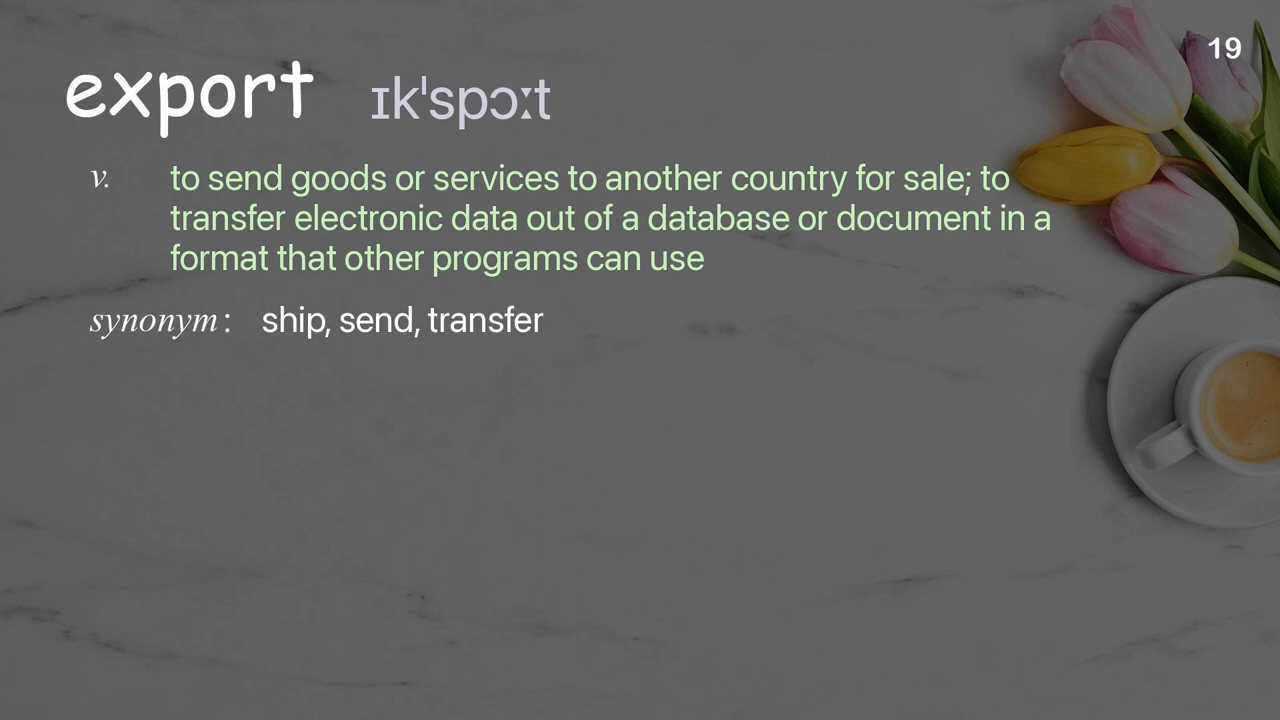 19
export ɪkˈspɔːt
v. to send goods or services to another country for sale; to
transfer electronic data out of a database or document in a
format that other programs can use
synonym: ship, send, transfer